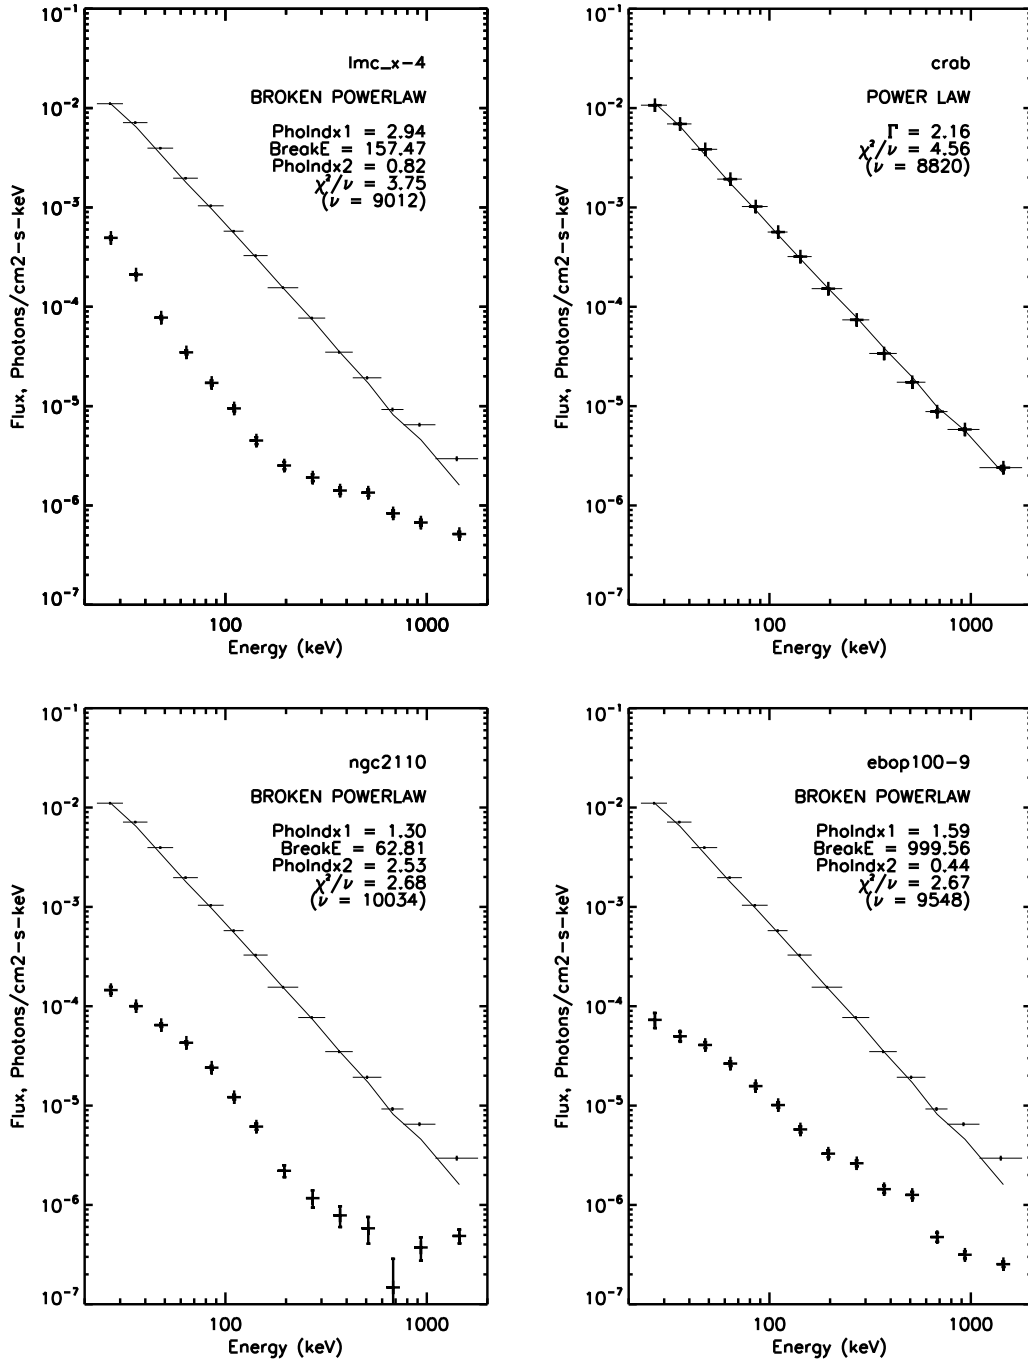 lmc_x-4
BROKEN POWERLAW
PhoIndx1 = 2.94
BreakE = 157.47
PhoIndx2 = 0.82
χ²/ν = 3.75
(ν = 9012)
10⁻¹
10⁻²
10⁻³
10⁻⁴
10⁻⁵
10⁻⁶
10⁻⁷
Flux, Photons/cm2-s-keV
100 1000
Energy (keV)
crab
POWER LAW
Γ = 2.16
χ²/ν = 4.56
(ν = 8820)
10⁻¹
10⁻²
10⁻³
10⁻⁴
10⁻⁵
10⁻⁶
10⁻⁷
Flux, Photons/cm2-s-keV
100 1000
Energy (keV)
ngc2110
BROKEN POWERLAW
PhoIndx1 = 1.30
BreakE = 62.81
PhoIndx2 = 2.53
χ²/ν = 2.68
(ν = 10034)
10⁻¹
10⁻²
10⁻³
10⁻⁴
10⁻⁵
10⁻⁶
10⁻⁷
Flux, Photons/cm2-s-keV
100 1000
Energy (keV)
ebop100-9
BROKEN POWERLAW
PhoIndx1 = 1.59
BreakE = 999.56
PhoIndx2 = 0.44
χ²/ν = 2.67
(ν = 9548)
10⁻¹
10⁻²
10⁻³
10⁻⁴
10⁻⁵
10⁻⁶
10⁻⁷
Flux, Photons/cm2-s-keV
100 1000
Energy (keV)